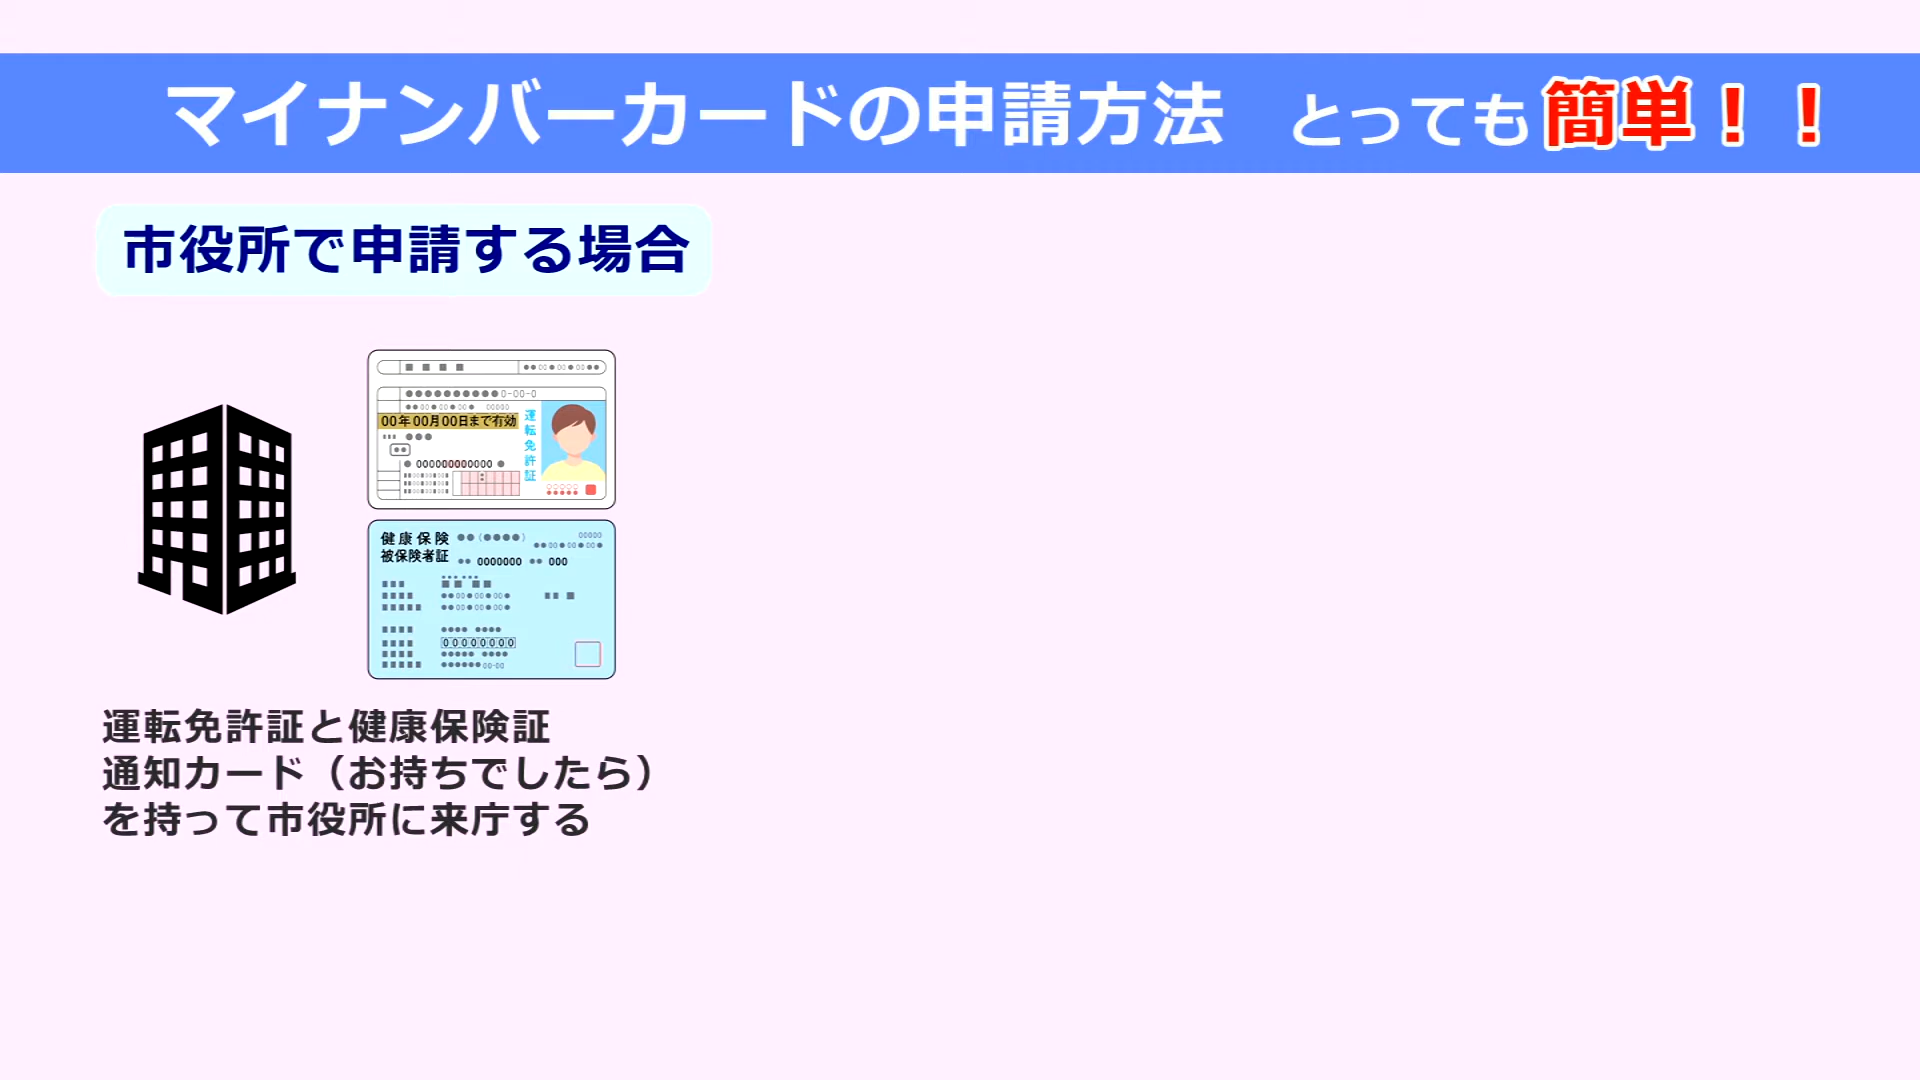 マイナンバーカードの申請方法　とっても簡単！！
市役所で申請する場合
00年00月00日まで有効
運転免許証
000000000000
健康保険
被保険者証
0000000 000
00000000
運転免許証と健康保険証
通知カード（お持ちでしたら）
を持って市役所に来庁する